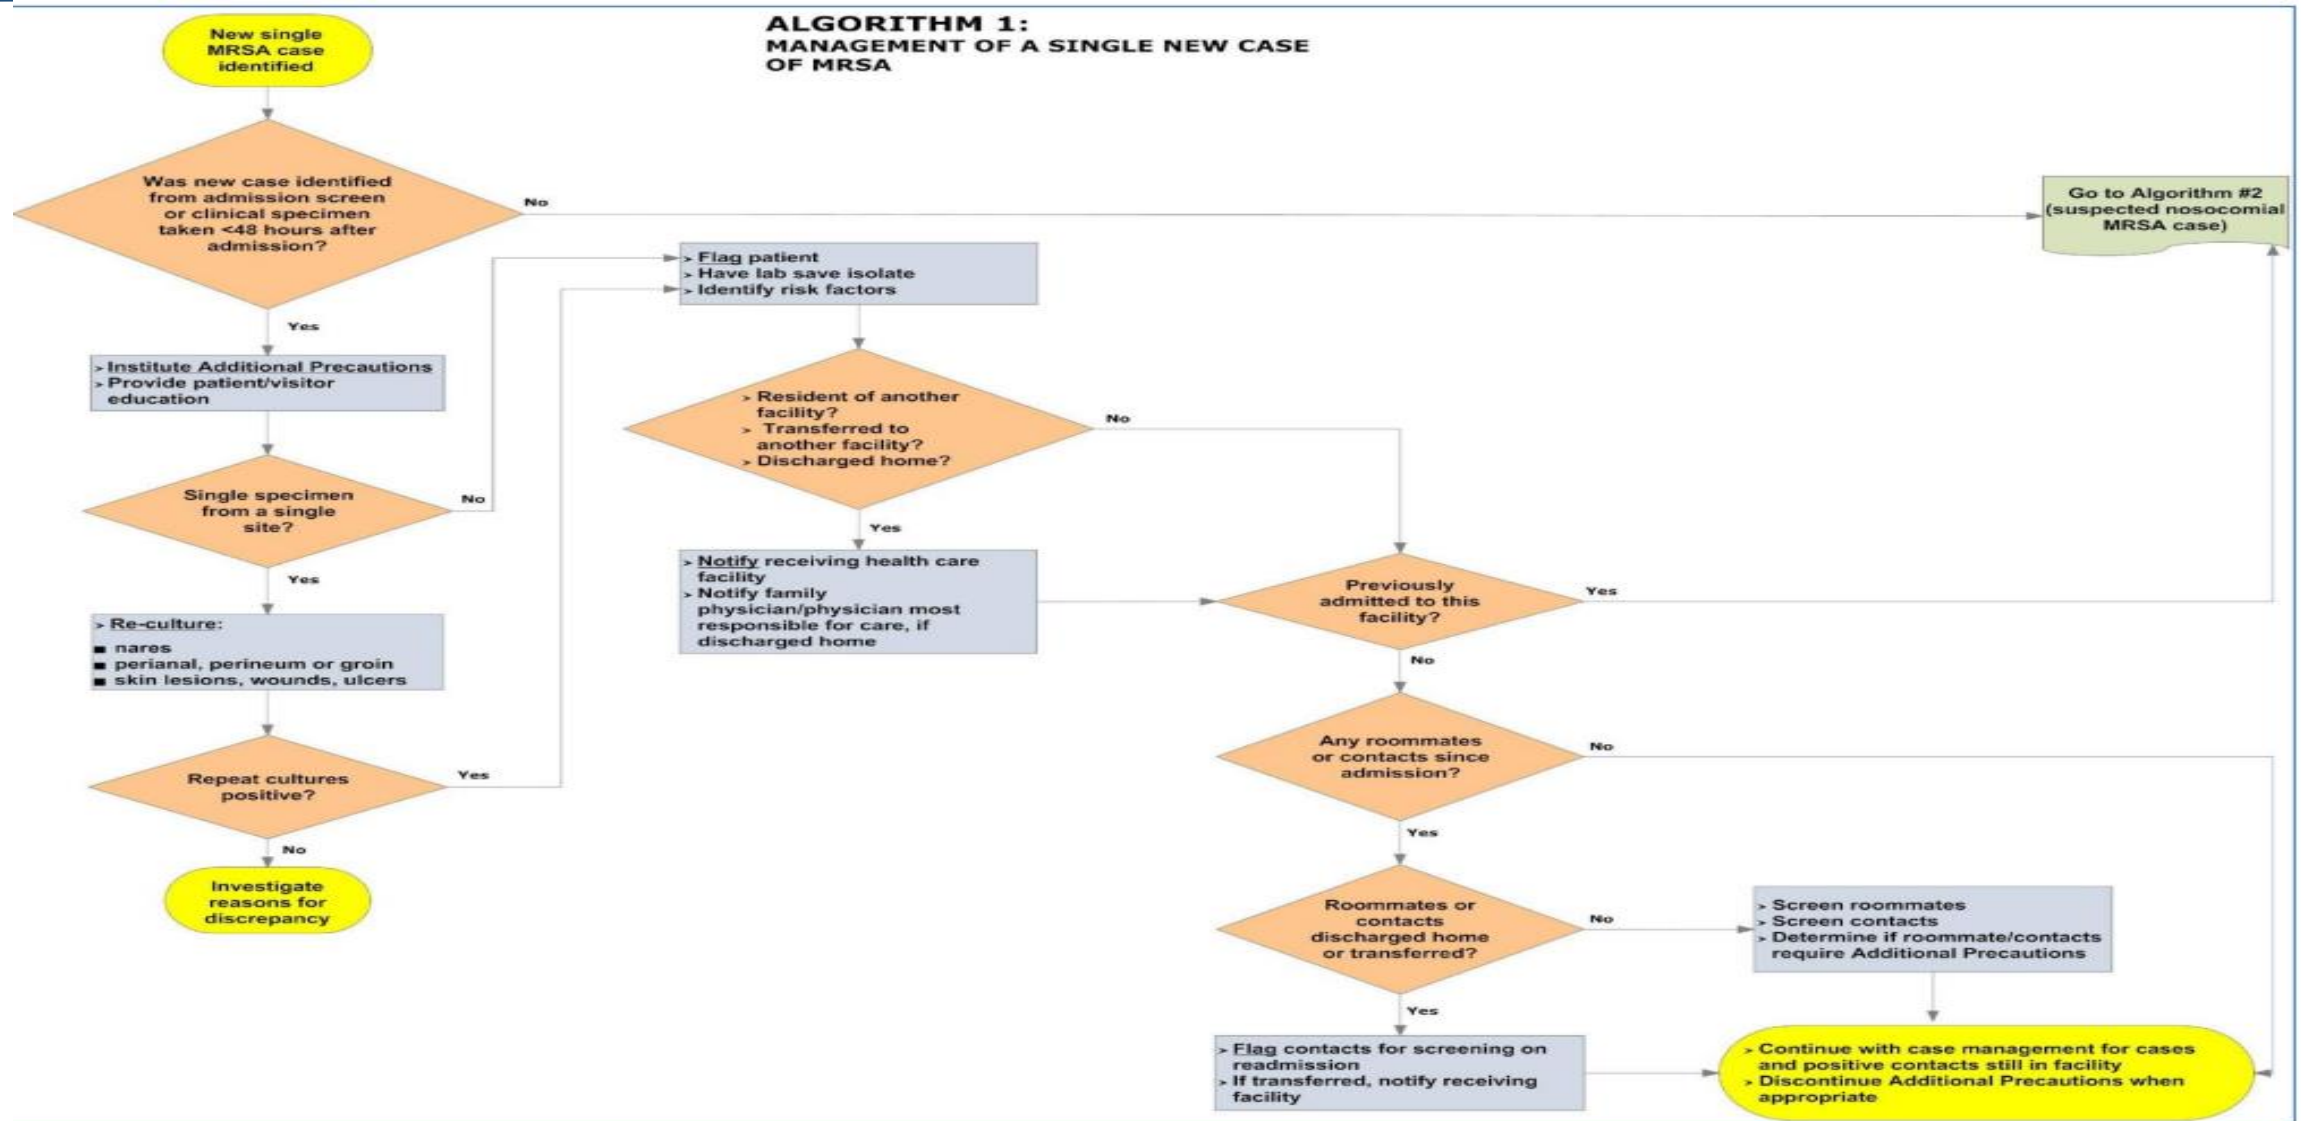 ALGORITHM 1:
MANAGEMENT OF A SINGLE NEW CASE
OF MRSA
New single
MRSA case
identified
Was new case identified
from admission screen
or clinical specimen
taken <48 hours after
admission?
No
Go to Algorithm #2
(suspected nosocomial
MRSA case)
Yes
> Institute Additional Precautions
> Provide patient/visitor
education
Single specimen
from a single
site?
No
Yes
> Re-culture:
■ nares
■ perianal, perineum or groin
■ skin lesions, wounds, ulcers
Repeat cultures
positive?
Yes
No
Investigate
reasons for
discrepancy
> Flag patient
> Have lab save isolate
> Identify risk factors
> Resident of another
facility?
> Transferred to
another facility?
> Discharged home?
No
Yes
> Notify receiving health care
facility
> Notify family
physician/physician most
responsible for care, if
discharged home
Previously
admitted to this
facility?
Yes
No
Any roommates
or contacts since
admission?
No
Yes
Roommates or
contacts
discharged home
or transferred?
No
> Screen roommates
> Screen contacts
> Determine if roommate/contacts
require Additional Precautions
Yes
> Flag contacts for screening on
readmission
> If transferred, notify receiving
facility
> Continue with case management for cases
and positive contacts still in facility
> Discontinue Additional Precautions when
appropriate